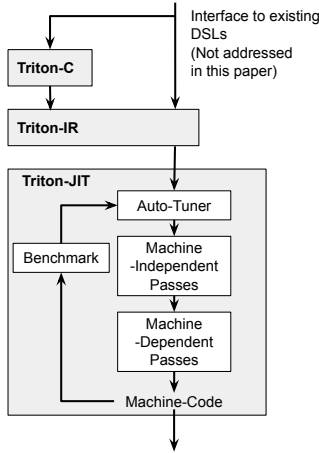 Interface to existing
DSLs
(Not addressed
in this paper)
Triton-C
Triton-IR
Triton-JIT
Auto-Tuner
Benchmark
Machine
-Independent
Passes
Machine
-Dependent
Passes
Machine-Code